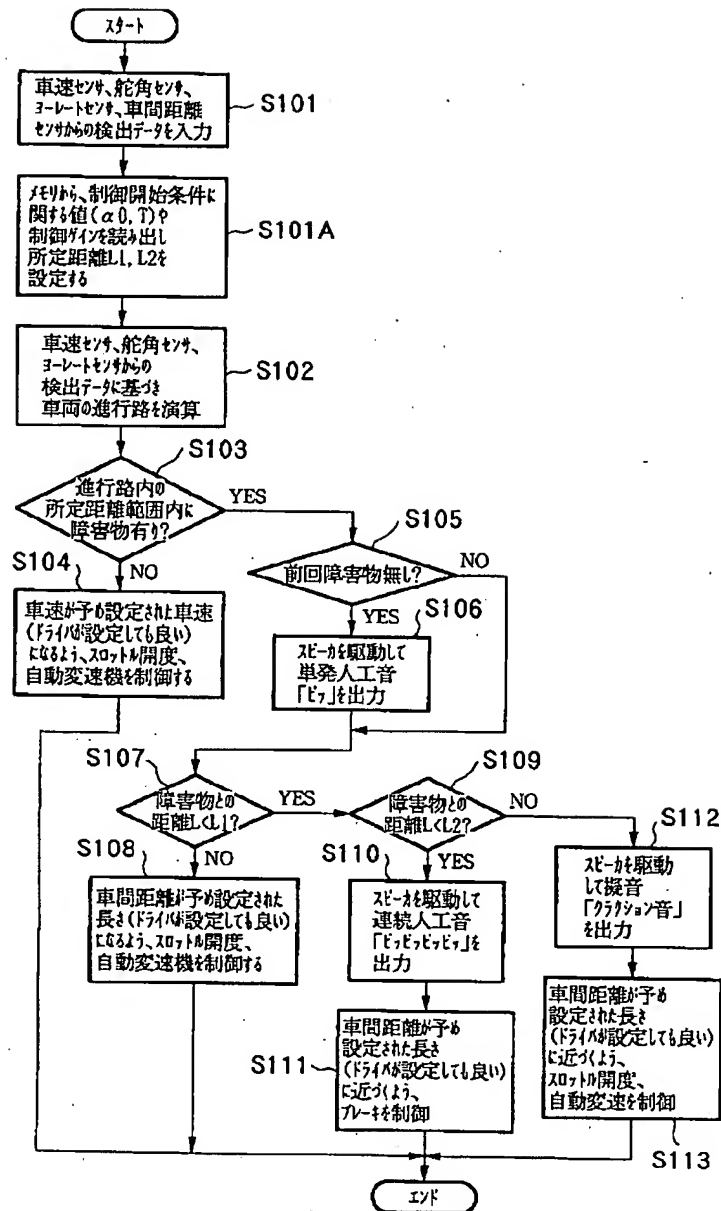 スタート
車速センサ、舵角センサ、
ヨーレートセンサ、車間距離
センサからの検出データを入力
S101
メモリから、制御開始条件に
関する値(α0,T)や
制御ゲインを読み出し
所定距離L1,L2を
設定する
S101A
車速センサ、舵角センサ、
ヨーレートセンサからの
検出データに基づき
車両の進行路を演算
S102
S103
進行路内の
所定距離範囲内に
障害物有り?
YES
NO
S104
車速が予め設定された車速
(ドライバが設定しても良い)
になるよう、スロットル開度、
自動変速機を制御する
S105
前回障害物無し?
NO
YES
S106
スピーカを駆動して
単発人工音
「ピッ」を出力
S107
障害物との
距離L<L1?
YES
NO
S108
車間距離が予め設定された
長さ(ドライバが設定しても良い)
になるよう、スロットル開度、
自動変速機を制御する
S109
障害物との
距離L<L2?
NO
YES
S110
スピーカを駆動して
連続人工音
「ピッピッピッピッ」を
出力
S111
車間距離が予め
設定された長さ
(ドライバが設定しても良い)
に近づくよう、
ブレーキを制御
S112
スピーカを駆動
して擬音
「クラクション音」
を出力
車間距離が予め
設定された長さ
(ドライバが設定しても良い)
に近づくよう、
スロットル開度、
自動変速を制御
S113
エンド